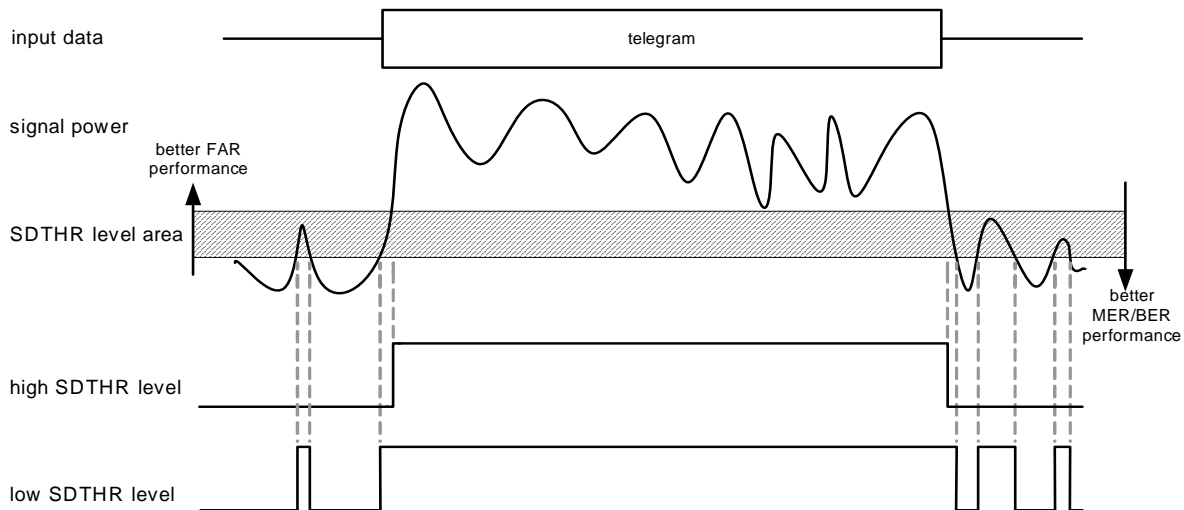 input data
telegram
signal power
better FAR
performance
SDTHR level area
better
MER/BER
performance
high SDTHR level
low SDTHR level